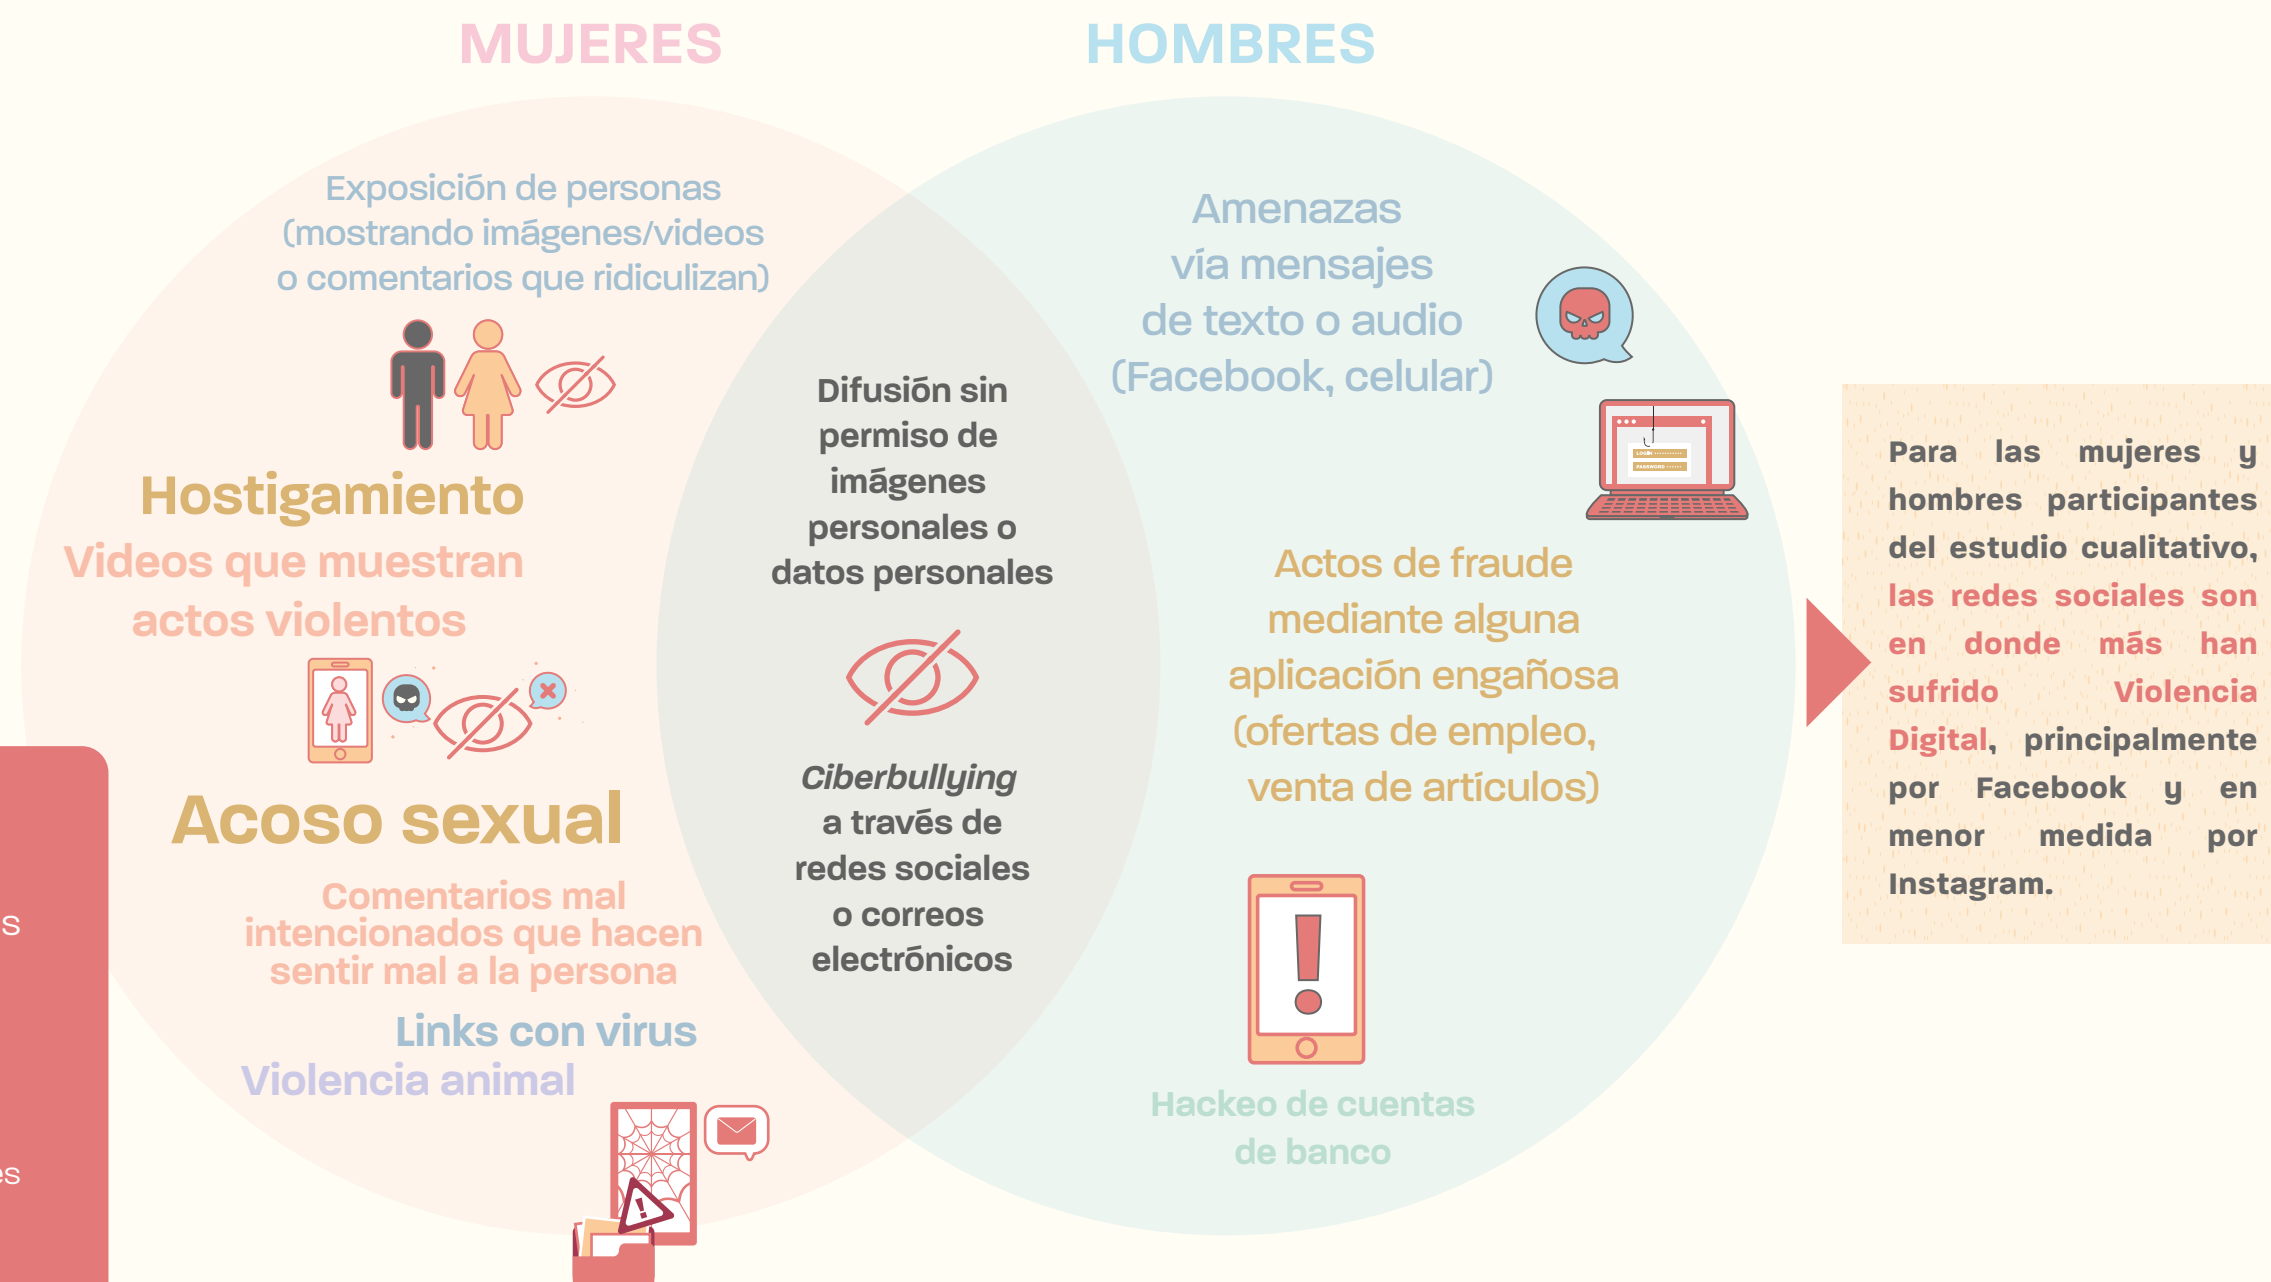 MUJERES
HOMBRES
Exposición de personas
(mostrando imágenes/videos
o comentarios que ridiculizan)
Hostigamiento
Videos que muestran
actos violentos
Acoso sexual
Comentarios mal
intencionados que hacen
sentir mal a la persona
Links con virus
Violencia animal
Difusión sin
permiso de
imágenes
personales o
datos personales
Ciberbullying
a través de
redes sociales
o correos
electrónicos
Amenazas
vía mensajes
de texto o audio
(Facebook, celular)
LOGIN
PASSWORD
Actos de fraude
mediante alguna
aplicación engañosa
(ofertas de empleo,
venta de artículos)
Hackeo de cuentas
de banco
Para las mujeres y
hombres participantes
del estudio cualitativo,
las redes sociales son
en donde más han
sufrido Violencia
Digital, principalmente
por Facebook y en
menor medida por
Instagram.